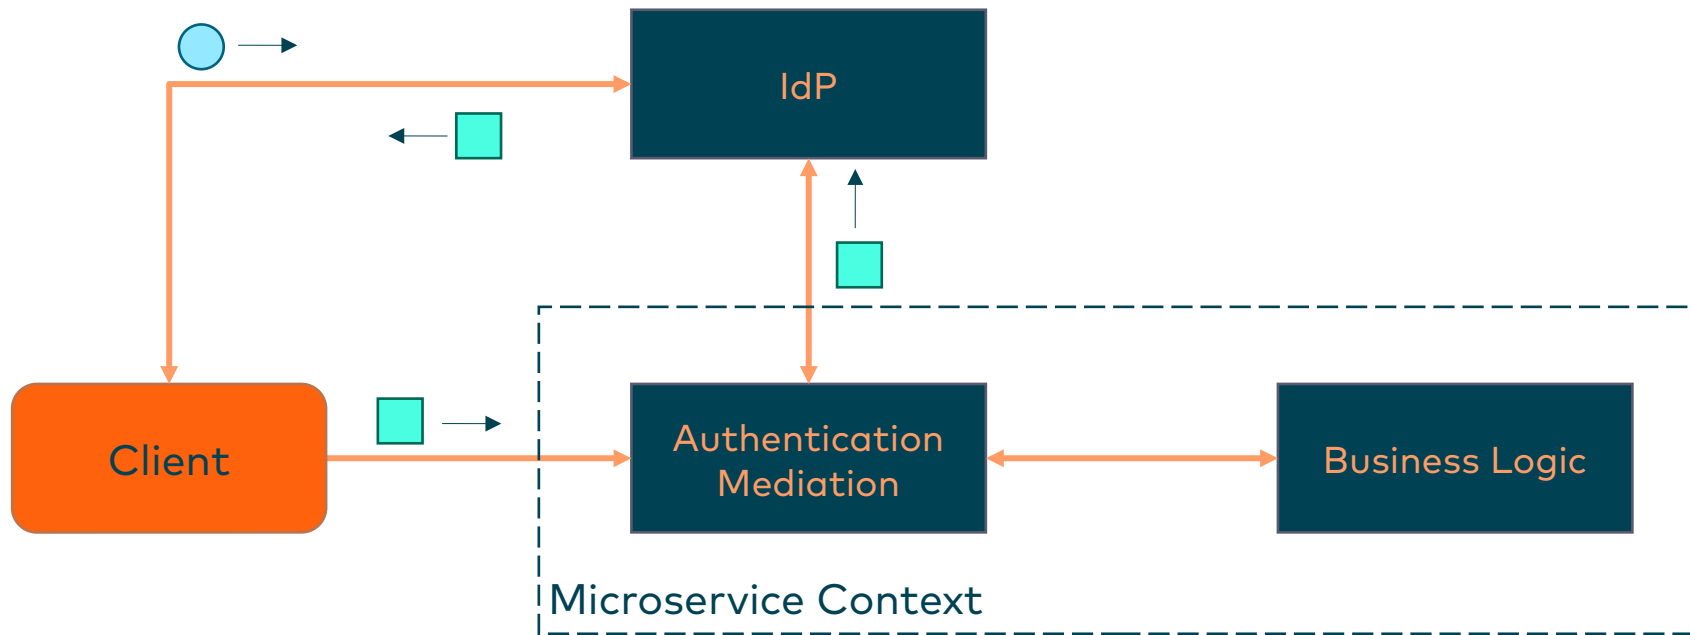 IdP
Client
Authentication
Mediation
Business Logic
Microservice Context